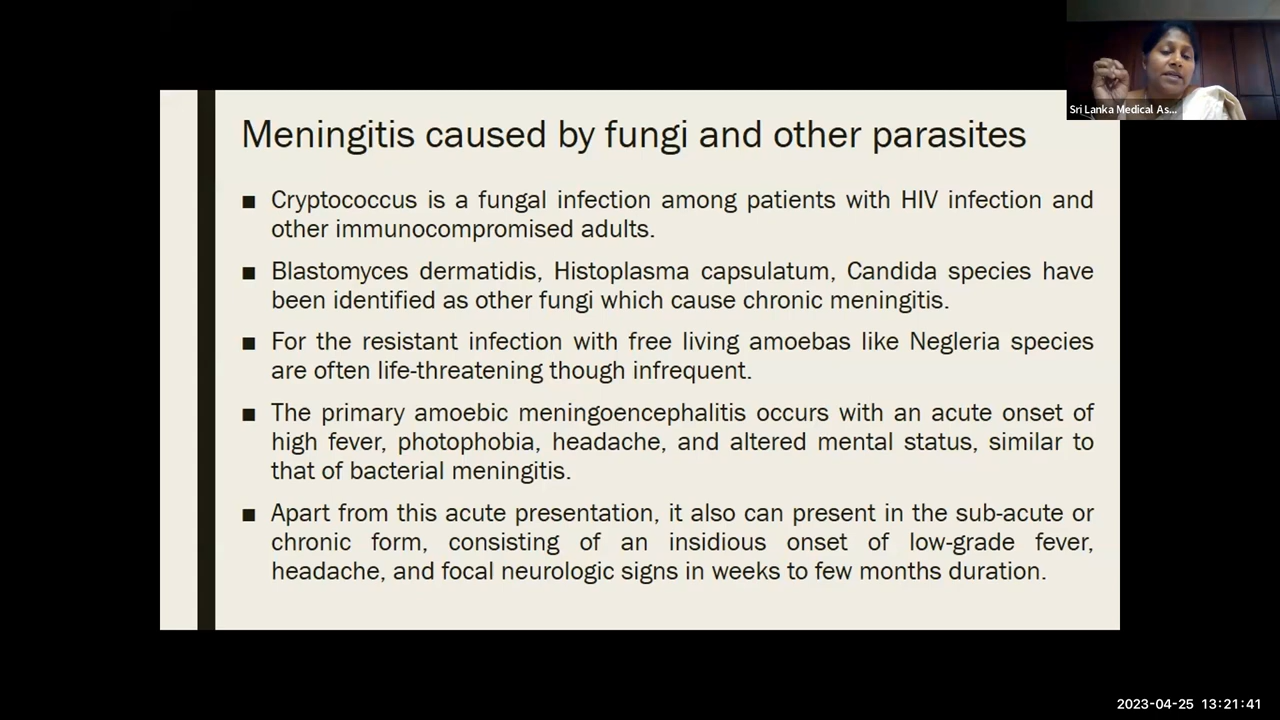 Meningitis caused by fungi and other parasites
■ Cryptococcus is a fungal infection among patients with HIV infection and
other immunocompromised adults.
■ Blastomyces dermatidis, Histoplasma capsulatum, Candida species have
been identified as other fungi which cause chronic meningitis.
■ For the resistant infection with free living amoebas like Negleria species
are often life-threatening though infrequent.
■ The primary amoebic meningoencephalitis occurs with an acute onset of
high fever, photophobia, headache, and altered mental status, similar to
that of bacterial meningitis.
■ Apart from this acute presentation, it also can present in the sub-acute or
chronic form, consisting of an insidious onset of low-grade fever,
headache, and focal neurologic signs in weeks to few months duration.
Sri Lanka Medical As...
2023-04-25 13:21:41